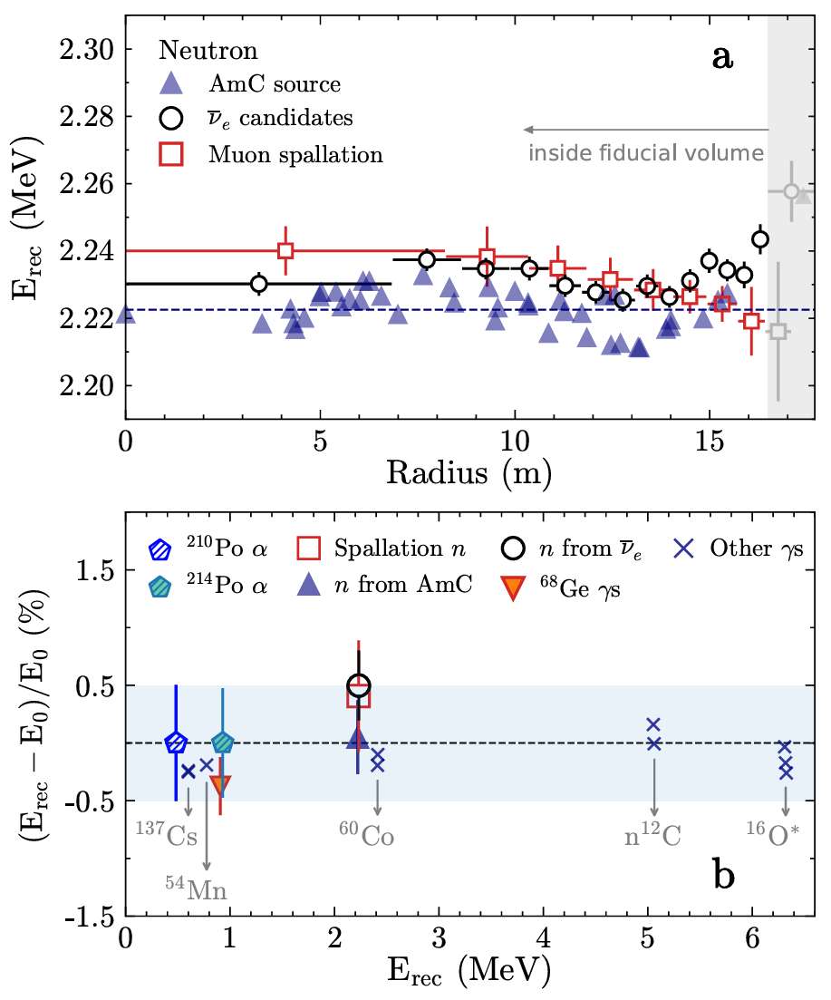 2.30
2.28
2.26
2.24
2.22
2.20
E_rec (MeV)
Neutron
AmC source
ν̅_e candidates
Muon spallation
a
inside fiducial volume
0 5 10 15
Radius (m)
1.5
0.5
-0.5
-1.5
(E_rec − E_0)/E_0 (%)
²¹⁰Po α Spallation n n from ν̅_e Other γs
²¹⁴Po α n from AmC ⁶⁸Ge γs
¹³⁷Cs ⁶⁰Co n¹²C ¹⁶O*
⁵⁴Mn
b
0 1 2 3 4 5 6
E_rec (MeV)